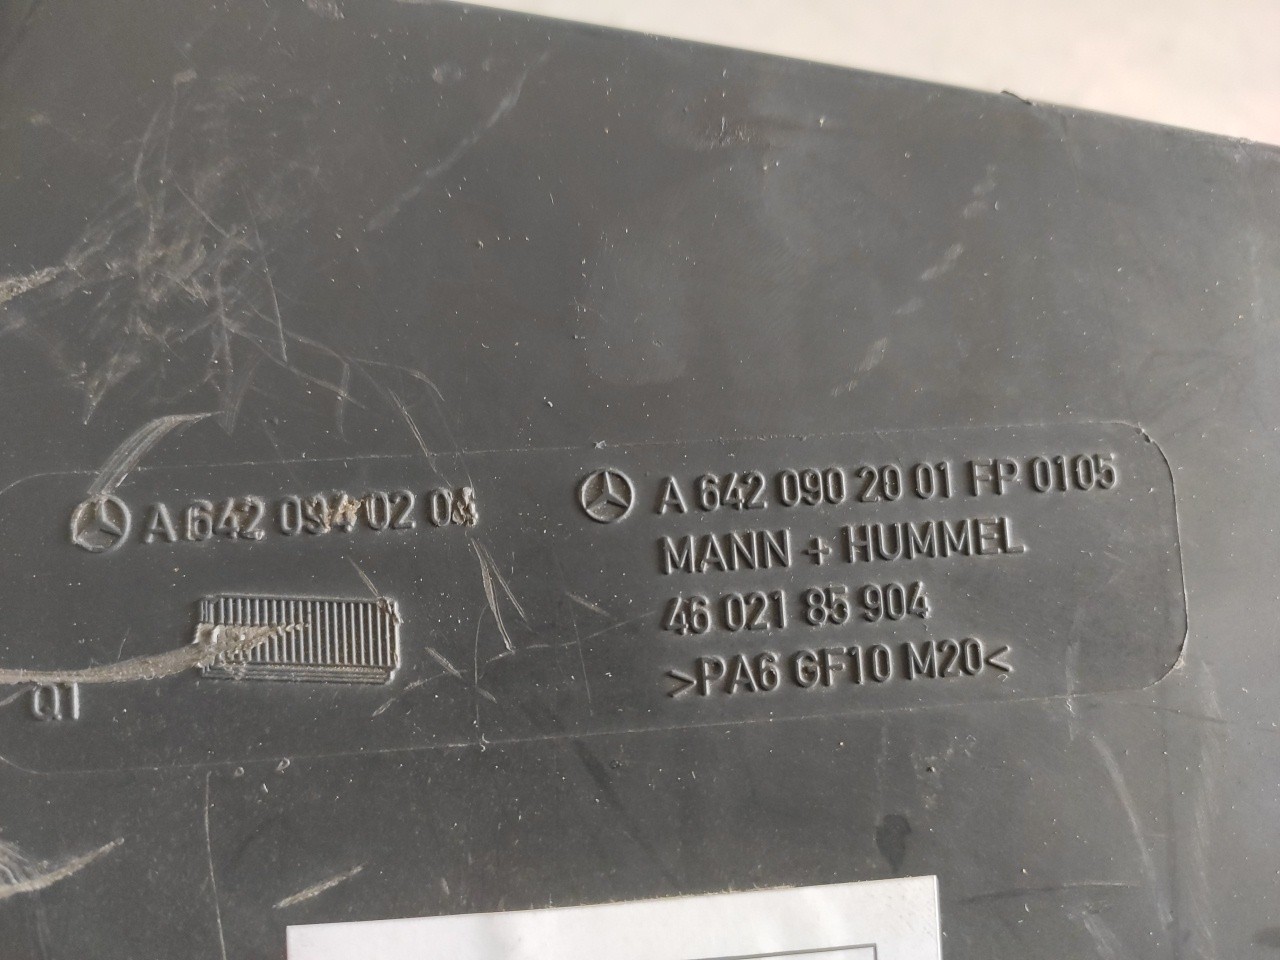 A 642 094 02 04
Q1
A 642 090 20 01 FP 0105
MANN + HUMMEL
46 021 85 904
>PA6 GF10 M20<